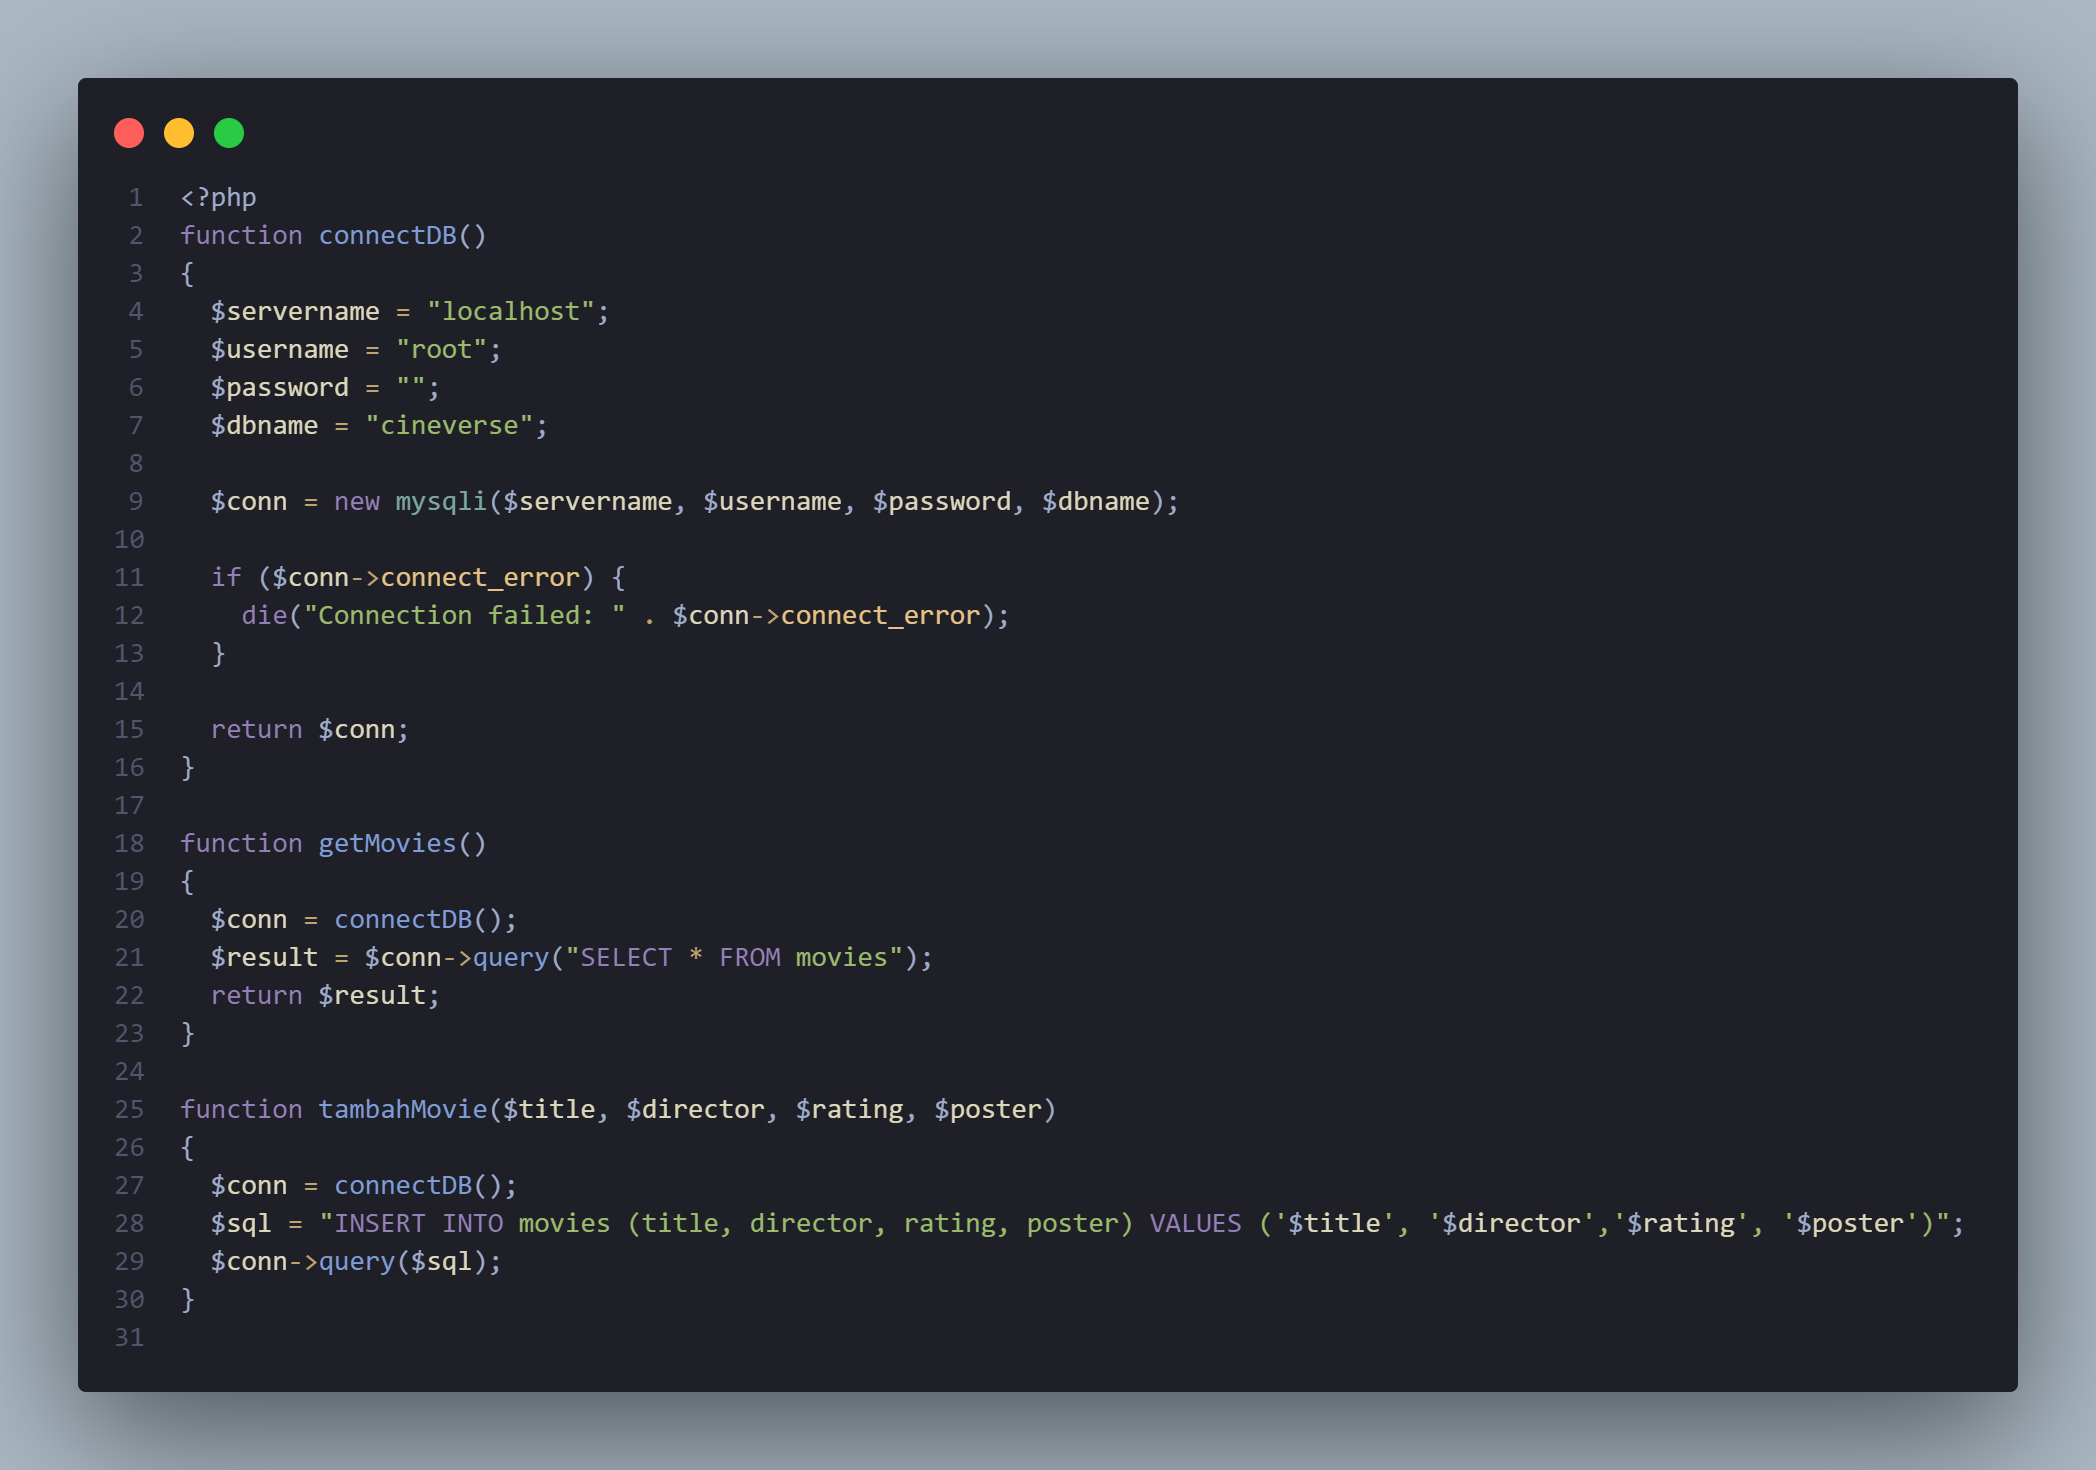 1 <?php
2 function connectDB()
3 {
4   $servername = "localhost";
5   $username = "root";
6   $password = "";
7   $dbname = "cineverse";
8
9   $conn = new mysqli($servername, $username, $password, $dbname);
10
11   if ($conn->connect_error) {
12     die("Connection failed: " . $conn->connect_error);
13   }
14
15   return $conn;
16 }
17
18 function getMovies()
19 {
20   $conn = connectDB();
21   $result = $conn->query("SELECT * FROM movies");
22   return $result;
23 }
24
25 function tambahMovie($title, $director, $rating, $poster)
26 {
27   $conn = connectDB();
28   $sql = "INSERT INTO movies (title, director, rating, poster) VALUES ('$title', '$director','$rating', '$poster')";
29   $conn->query($sql);
30 }
31